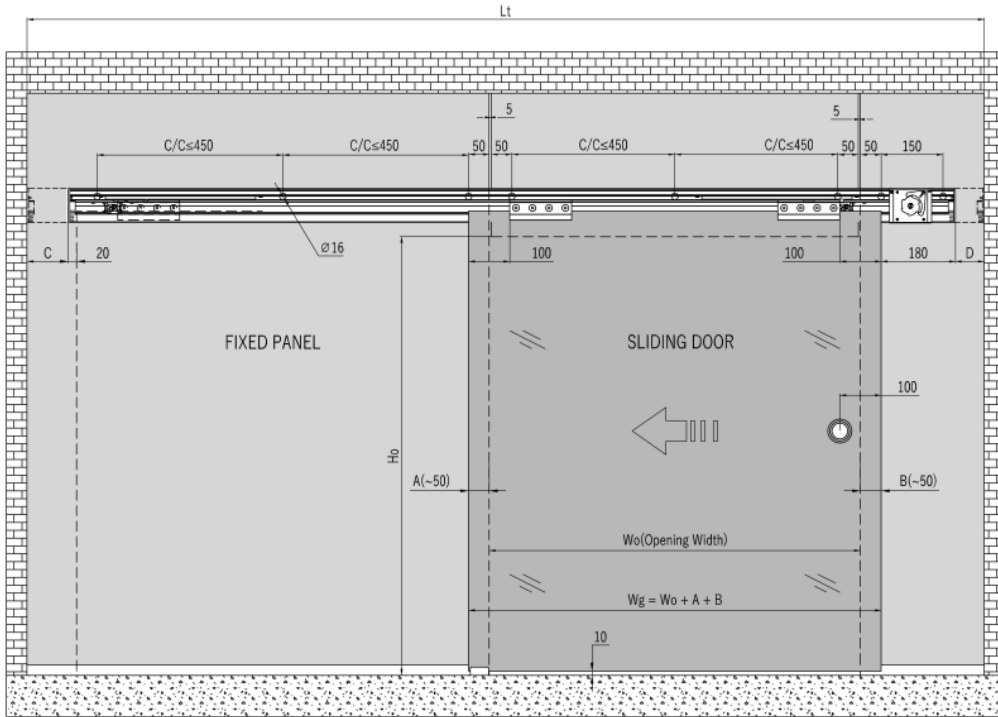 Lt
5
5
C/C≤450
C/C≤450
50
50
C/C≤450
C/C≤450
50
50
150
Ø16
C
20
100
100
180
D
FIXED PANEL
SLIDING DOOR
100
Ho
A(~50)
B(~50)
Wo(Opening Width)
Wg = Wo + A + B
10